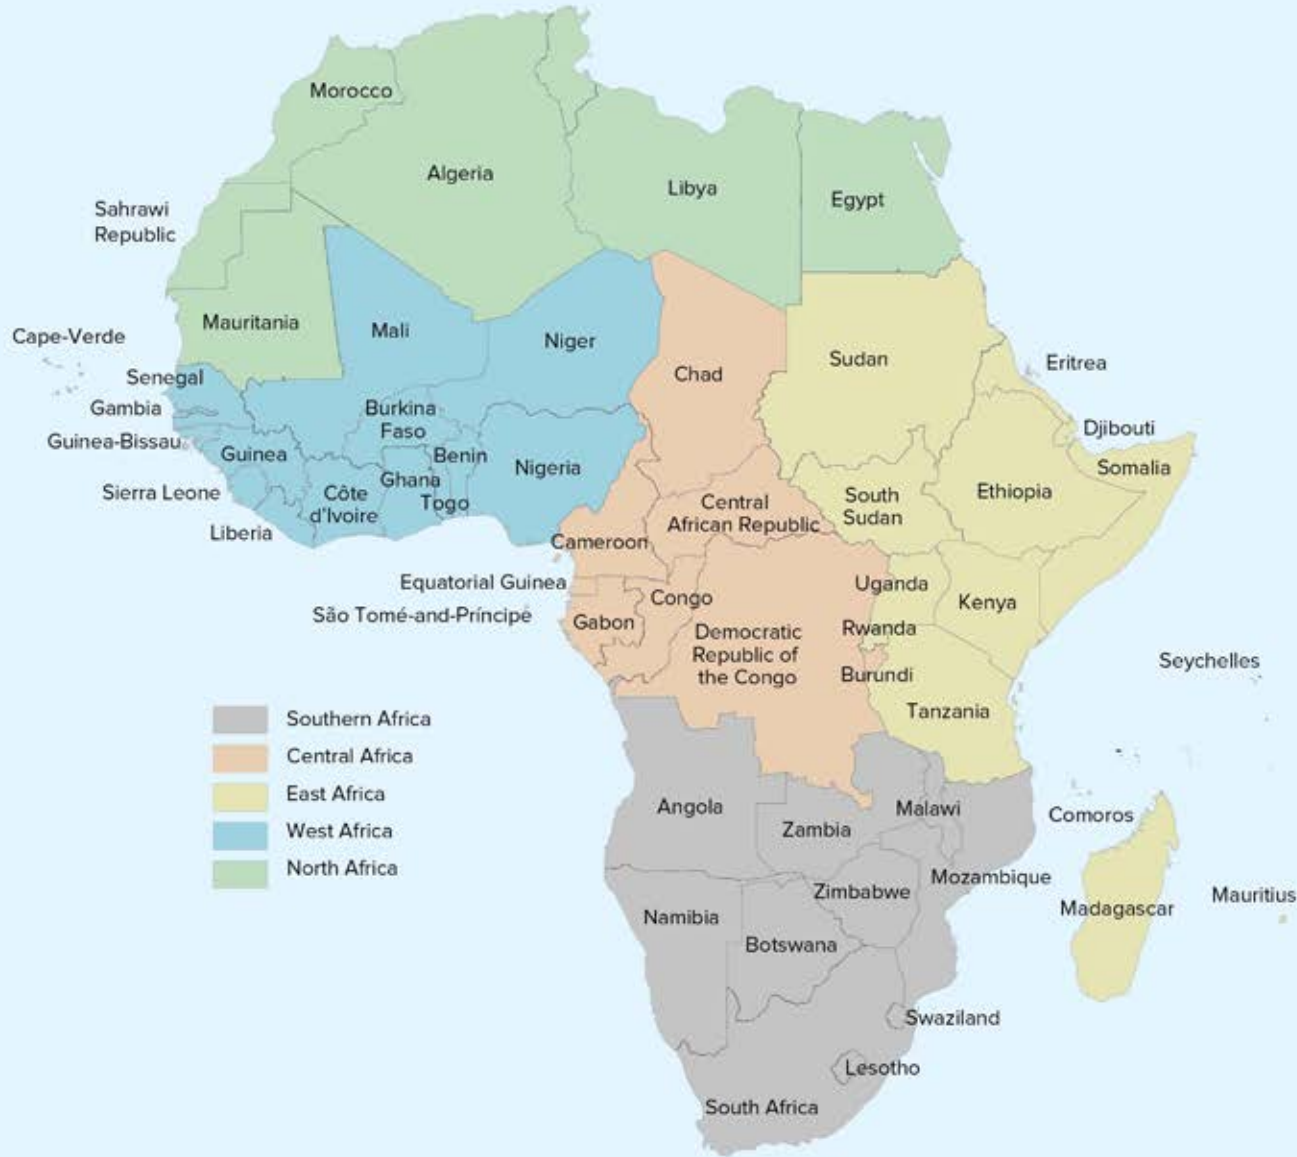 Morocco
Algeria
Libya
Egypt
Sahrawi
Republic
Mauritania
Mali
Niger
Chad
Sudan
Eritrea
Cape-Verde
Senegal
Gambia
Guinea-Bissau
Guinea
Sierra Leone
Liberia
Côte
d'Ivoire
Burkina
Faso
Ghana
Togo
Benin
Nigeria
Djibouti
Somalia
Ethiopia
South
Sudan
Central
African Republic
Cameroon
Equatorial Guinea
São Tomé-and-Príncipé
Gabon
Congo
Democratic
Republic of
the Congo
Uganda
Kenya
Rwanda
Burundi
Tanzania
Seychelles
Southern Africa
Central Africa
East Africa
West Africa
North Africa
Angola
Zambia
Malawi
Comoros
Mozambique
Zimbabwe
Madagascar
Mauritius
Namibia
Botswana
Swaziland
Lesotho
South Africa